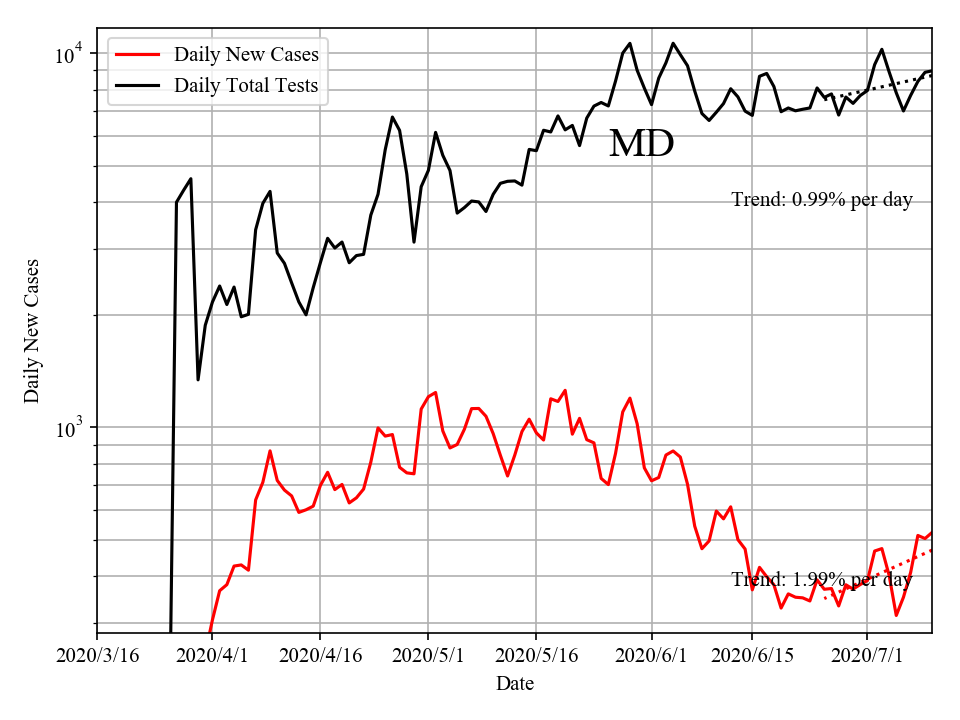 Daily New Cases
Daily Total Tests
MD
Trend: 0.99% per day
Trend: 1.99% per day
10^4
10^3
Daily New Cases
2020/3/16
2020/4/1
2020/4/16
2020/5/1
2020/5/16
2020/6/1
2020/6/15
2020/7/1
Date